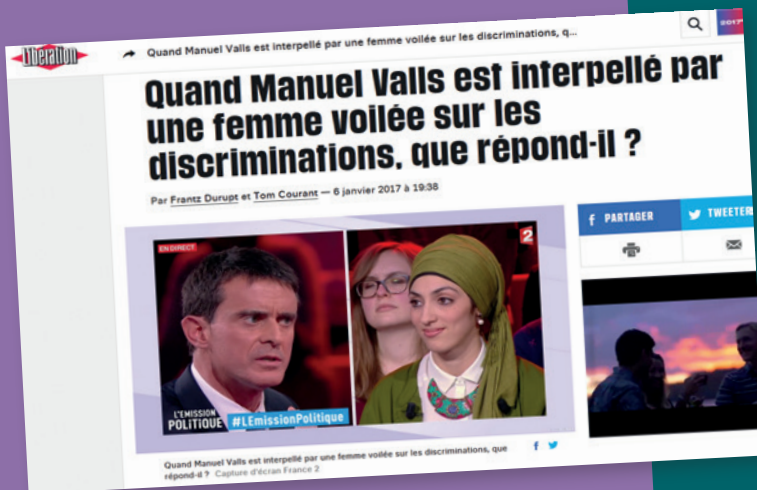 Libération
Quand Manuel Valls est interpellé par une femme voilée sur les discriminations, q...
2017
Quand Manuel Valls est interpellé par
une femme voilée sur les
discriminations, que répond-il ?
Par Frantz Durupt et Tom Courant — 6 janvier 2017 à 19:38
f PARTAGER
TWEETER
EN DIRECT
2
L'EMISSION
POLiTiQUE
#LEmissionPolitique
Quand Manuel Valls est interpellé par une femme voilée sur les discriminations, que
répond-il ? Capture d'écran France 2
f